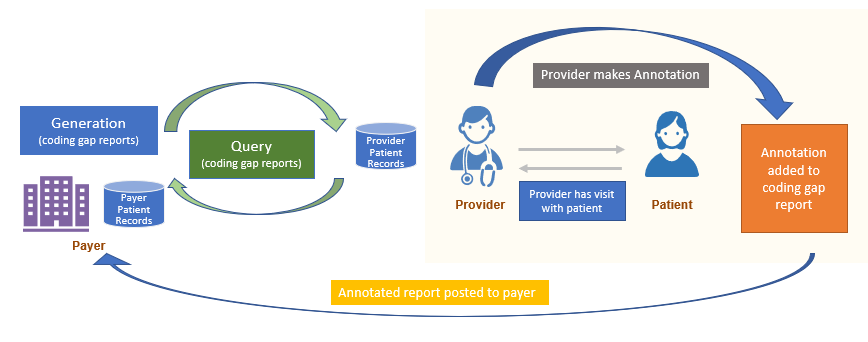 Generation
(coding gap reports)
Query
(coding gap reports)
Provider
Patient
Records
Payer
Patient
Records
Payer
Provider makes Annotation
Provider
Provider has visit
with patient
Patient
Annotation
added to
coding gap
report
Annotated report posted to payer